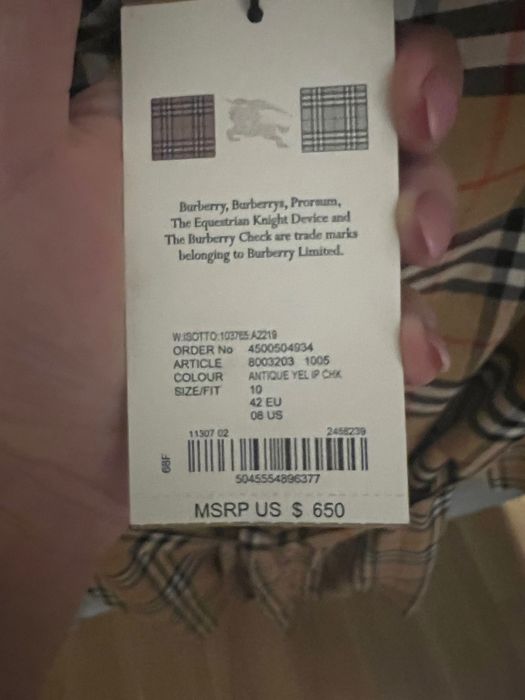 Burberry, Burberrys, Prorsum,
The Equestrian Knight Device and
The Burberry Check are trade marks
belonging to Burberry Limited.
W:ISOTTO:103765:A2219
ORDER No 4500504934
ARTICLE 8003203 1005
COLOUR ANTIQUE YEL IP CHK
SIZE/FIT 10
42 EU
08 US
11307 02 2458239
68F
5045554896377
MSRP US $ 650